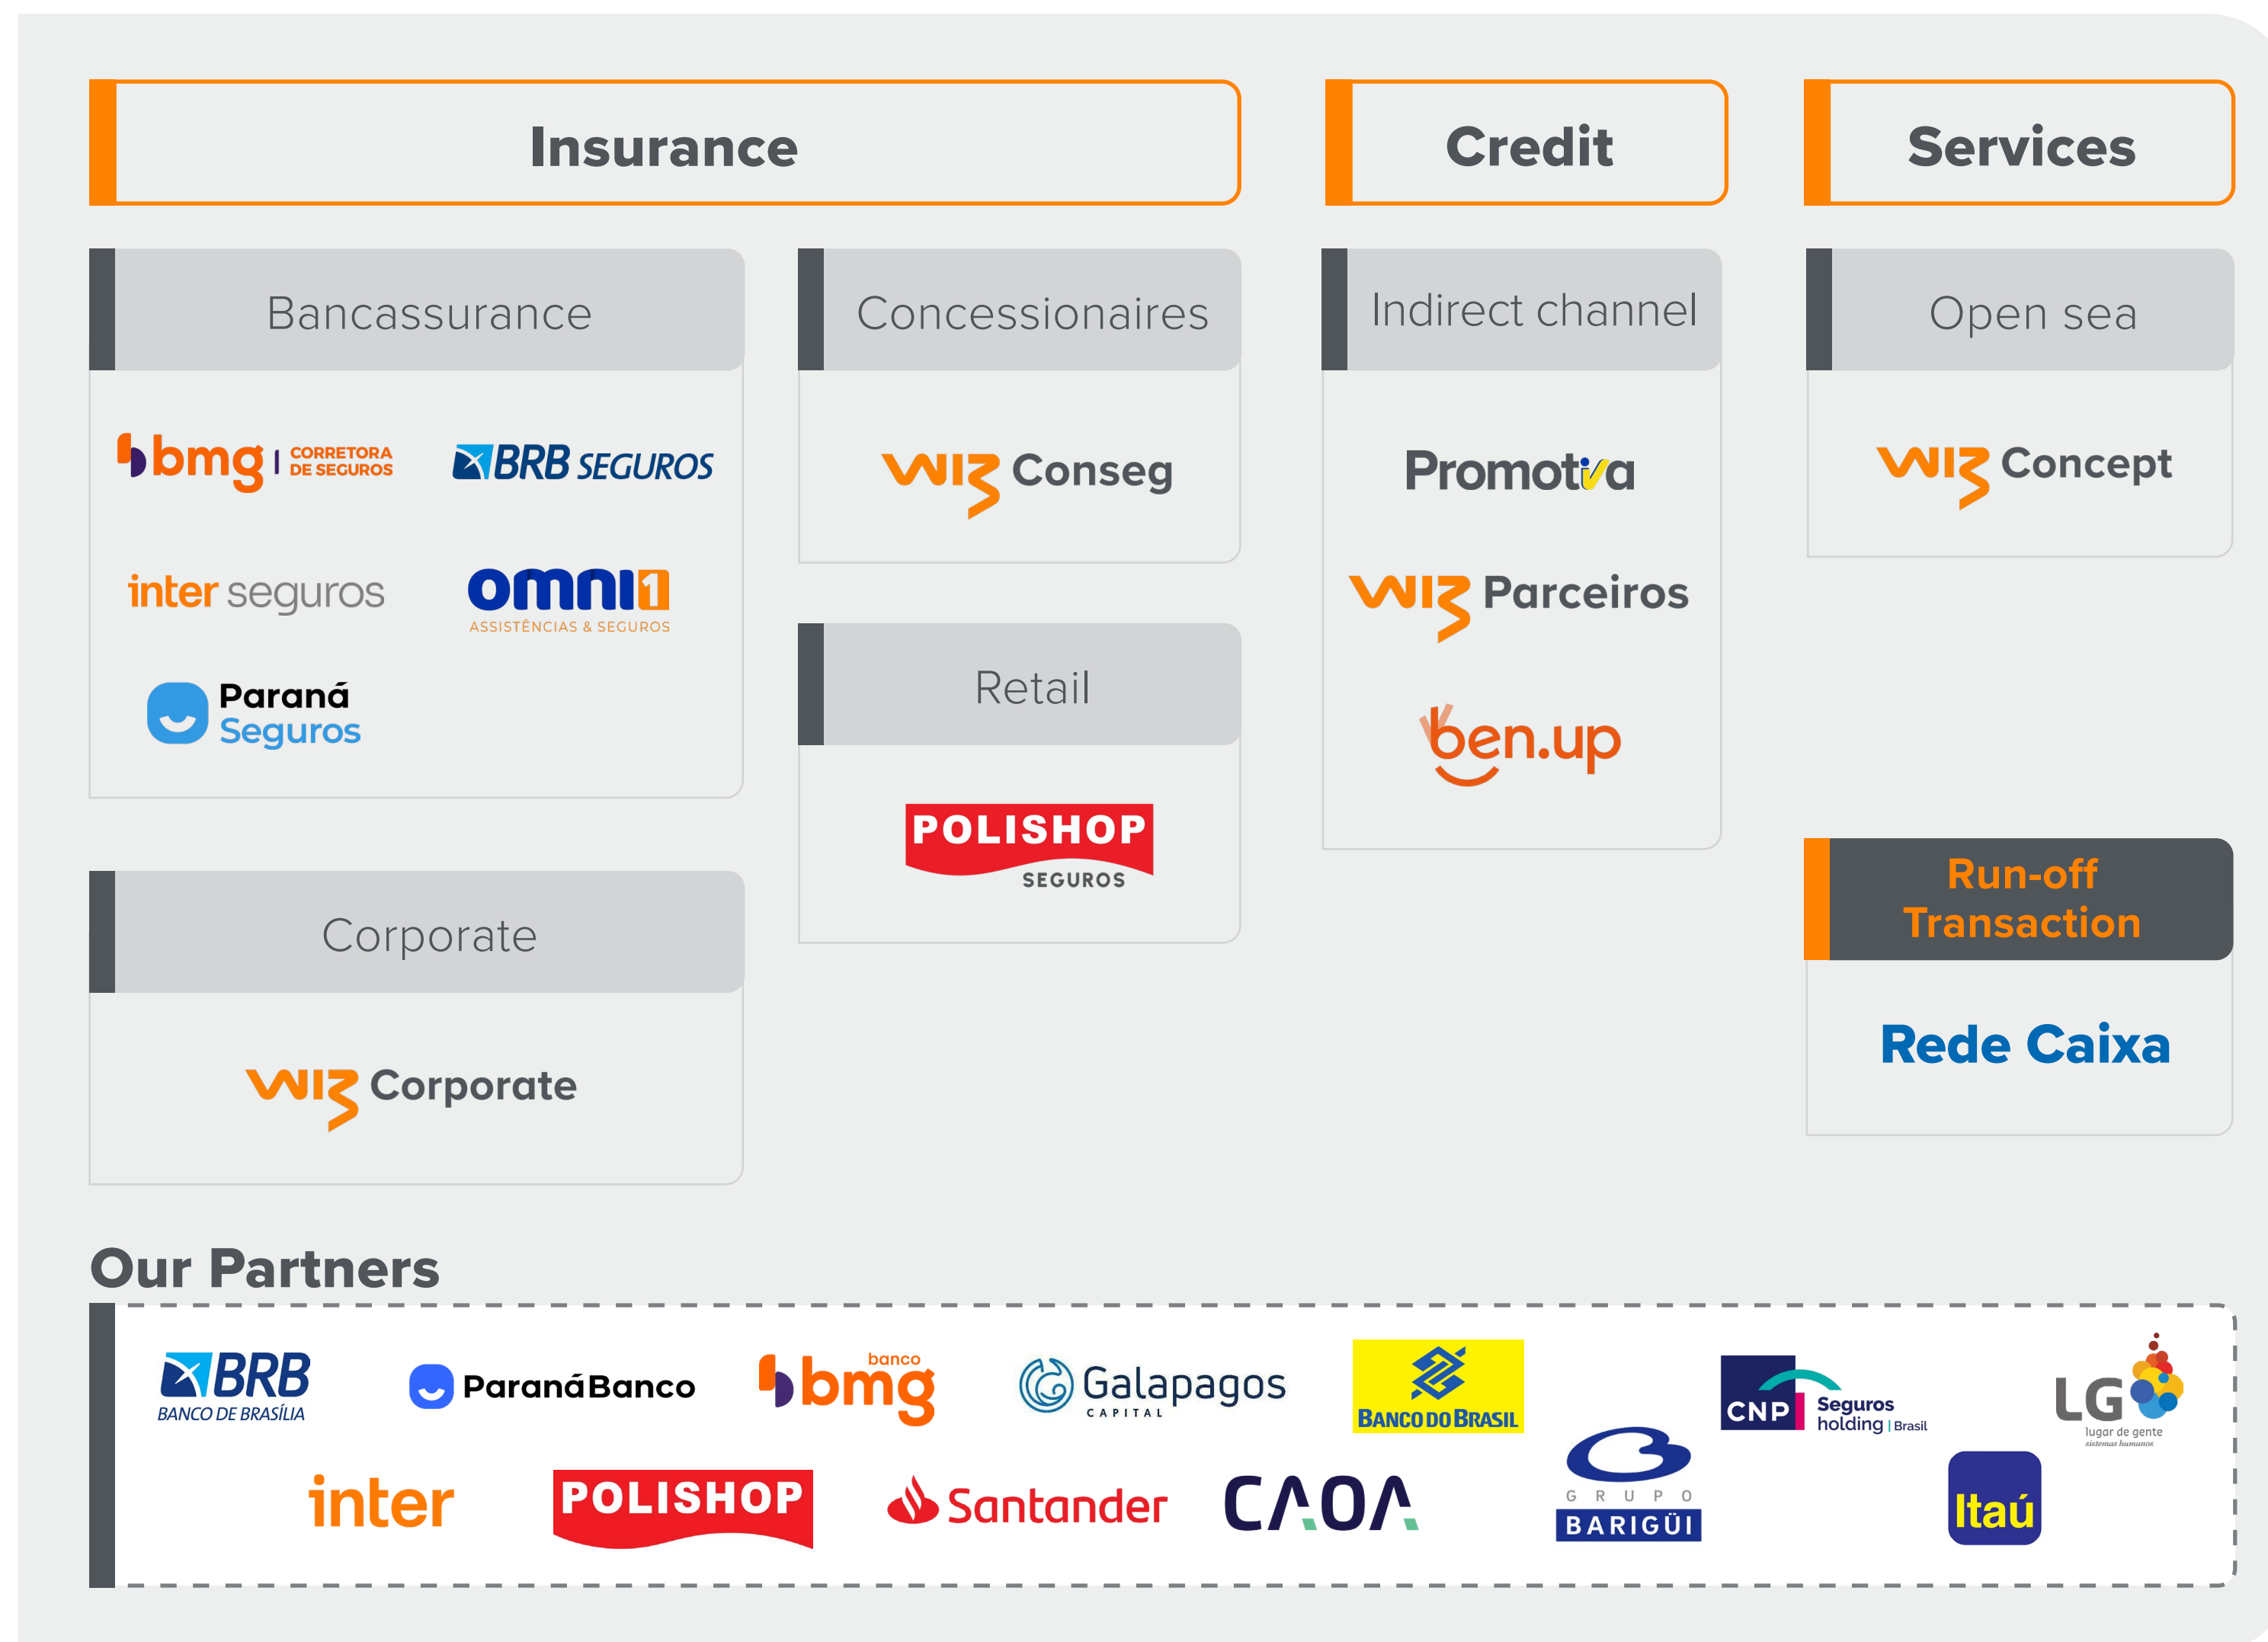 Insurance
Credit
Services
Bancassurance
Concessionaires
Indirect channel
Open sea
bmg | CORRETORA DE SEGUROS
BRB SEGUROS
wiz Conseg
Promotiva
wiz Concept
inter seguros
omni1
ASSISTÊNCIAS & SEGUROS
wiz Parceiros
Paraná
Seguros
Retail
ben.up
POLISHOP
SEGUROS
Corporate
wiz Corporate
Run-off
Transaction
Rede Caixa
Our Partners
BRB
BANCO DE BRASÍLIA
ParanáBanco
banco
bmg
Galapagos
CAPITAL
BANCO DO BRASIL
CNP
Seguros
holding | Brasil
LG
lugar de gente
sistemas humanos
inter
POLISHOP
Santander
CAOA
GRUPO
BARIGÜI
Itaú